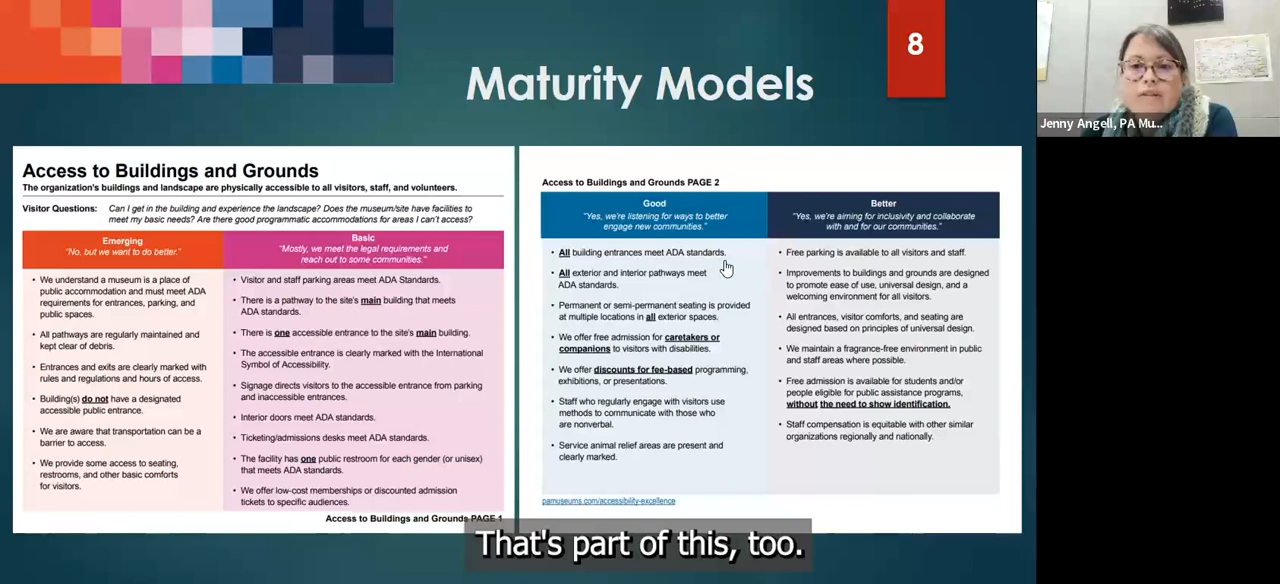 8
Maturity Models
Jenny Angell, PA Mu...
Access to Buildings and Grounds
The organization's buildings and landscape are physically accessible to all visitors, staff, and volunteers.
Visitor Questions: Can I get in the building and experience the landscape? Does the museum/site have facilities to
meet my basic needs? Are there good programmatic accommodations for areas I can't access?
Emerging
"No, but we want to do better."
• We understand a museum is a place of
public accommodation and must meet ADA
requirements for entrances, parking, and
public spaces.
• All pathways are regularly maintained and
kept clear of debris.
• Entrances and exits are clearly marked with
rules and regulations and hours of access.
• Building(s) do not have a designated
accessible public entrance.
• We are aware that transportation can be a
barrier to access.
• We provide some access to seating,
restrooms, and other basic comforts
for visitors.
Basic
"Mostly, we meet the legal requirements and
reach out to some communities."
• Visitor and staff parking areas meet ADA Standards.
• There is a pathway to the site's main building that meets
ADA standards.
• There is one accessible entrance to the site's main building.
• The accessible entrance is clearly marked with the International
Symbol of Accessibility.
• Signage directs visitors to the accessible entrance from parking
and inaccessible entrances.
• Interior doors meet ADA standards.
• Ticketing/admissions desks meet ADA standards.
• The facility has one public restroom for each gender (or unisex)
that meets ADA standards.
• We offer low-cost memberships or discounted admission
tickets to specific audiences.
Access to Buildings and Grounds PAGE 1
Access to Buildings and Grounds PAGE 2
Good
"Yes, we're listening for ways to better
engage new communities."
• All building entrances meet ADA standards.
• All exterior and interior pathways meet
ADA standards.
• Permanent or semi-permanent seating is provided
at multiple locations in all exterior spaces.
• We offer free admission for caretakers or
companions to visitors with disabilities.
• We offer discounts for fee-based programming,
exhibitions, or presentations.
• Staff who regularly engage with visitors use
methods to communicate with those who
are nonverbal.
• Service animal relief areas are present and
clearly marked.
Better
"Yes, we're aiming for inclusivity and collaborate
with and for our communities."
• Free parking is available to all visitors and staff.
• Improvements to buildings and grounds are designed
to promote ease of use, universal design, and a
welcoming environment for all visitors.
• All entrances, visitor comforts, and seating are
designed based on principles of universal design.
• We maintain a fragrance-free environment in public
and staff areas where possible.
• Free admission is available for students and/or
people eligible for public assistance programs,
without the need to show identification.
• Staff compensation is equitable with other similar
organizations regionally and nationally.
pamuseums.com/accessibility-excellence
That's part of this, too.